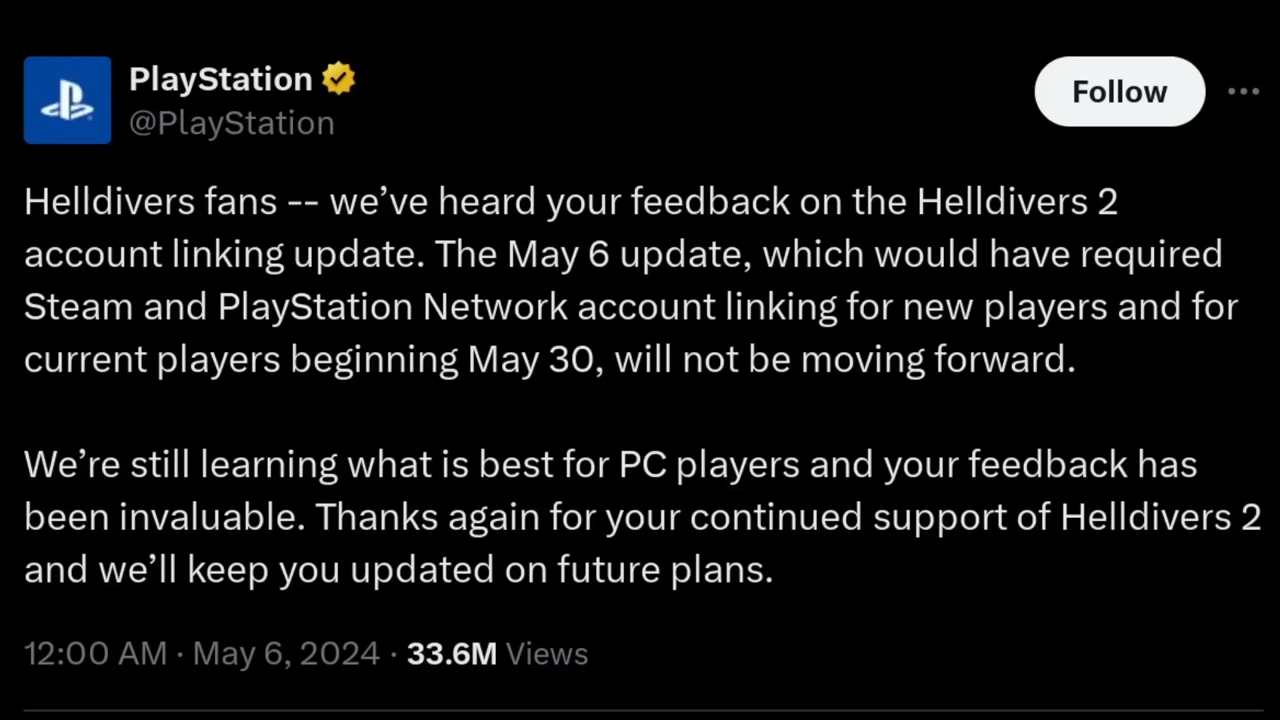 PlayStation
@PlayStation
Follow
Helldivers fans -- we’ve heard your feedback on the Helldivers 2
account linking update. The May 6 update, which would have required
Steam and PlayStation Network account linking for new players and for
current players beginning May 30, will not be moving forward.
We’re still learning what is best for PC players and your feedback has
been invaluable. Thanks again for your continued support of Helldivers 2
and we’ll keep you updated on future plans.
12:00 AM · May 6, 2024 · 33.6M Views